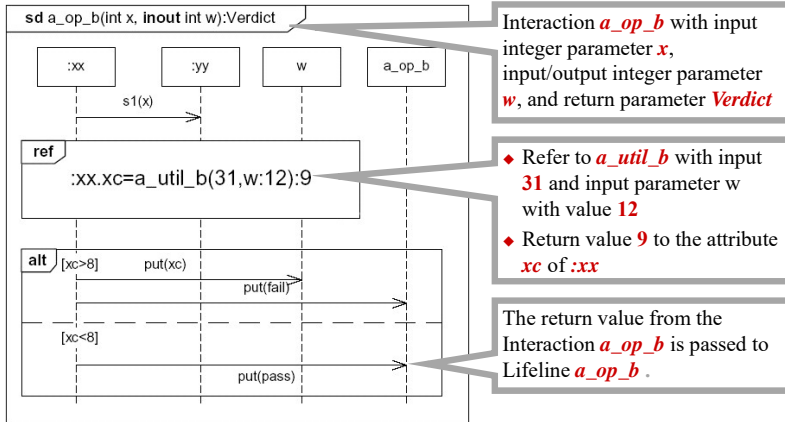 sd a_op_b(int x, inout int w):Verdict
:xx
:yy
w
a_op_b
s1(x)
ref
:xx.xc=a_util_b(31,w:12):9
alt
[xc>8]
put(xc)
put(fail)
[xc<8]
put(pass)
Interaction a_op_b with input
integer parameter x,
input/output integer parameter
w, and return parameter Verdict
◆ Refer to a_util_b with input
31 and input parameter w
with value 12
◆ Return value 9 to the attribute
xc of :xx
The return value from the
Interaction a_op_b is passed to
Lifeline a_op_b .